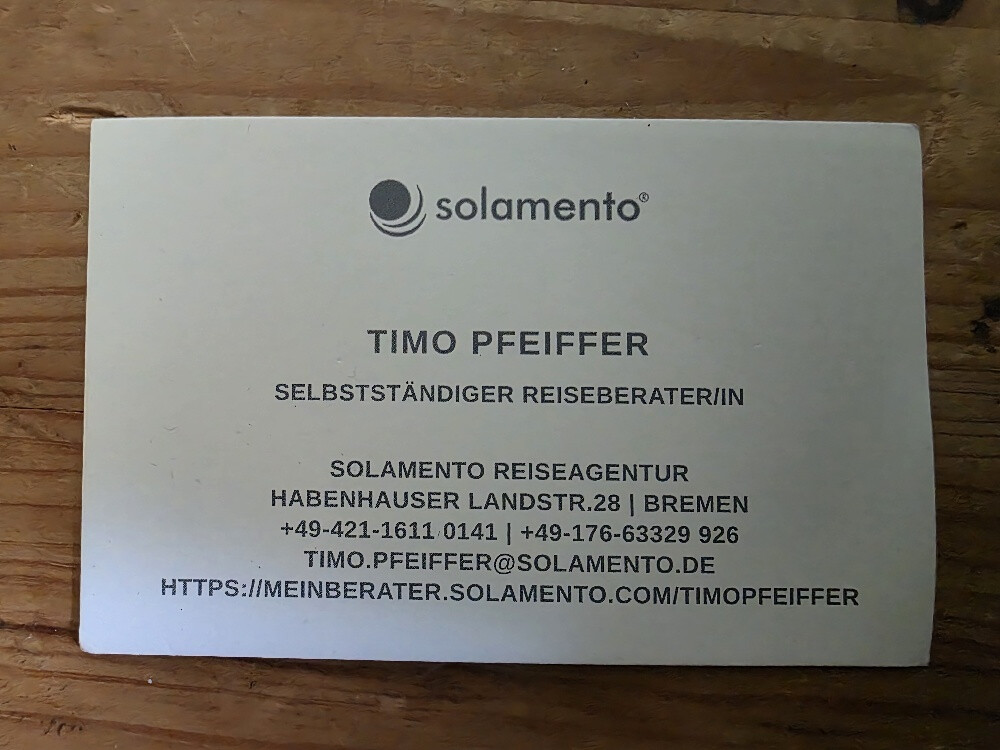 solamento®
TIMO PFEIFFER
SELBSTSTÄNDIGER REISEBERATER/IN
SOLAMENTO REISEAGENTUR
HABENHAUSER LANDSTR.28 | BREMEN
+49-421-1611 0141 | +49-176-63329 926
TIMO.PFEIFFER@SOLAMENTO.DE
HTTPS://MEINBERATER.SOLAMENTO.COM/TIMOPFEIFFER